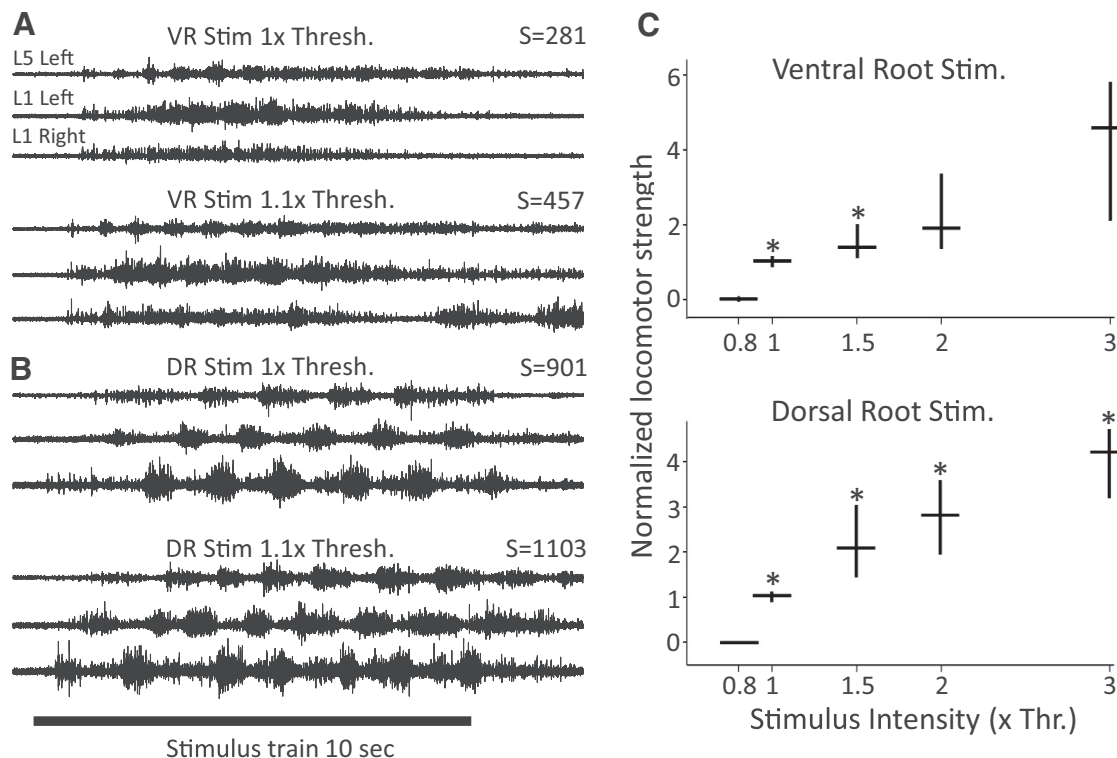 A
VR Stim 1x Thresh. S=281
L5 Left
L1 Left
L1 Right
VR Stim 1.1x Thresh. S=457
B
DR Stim 1x Thresh. S=901
DR Stim 1.1x Thresh. S=1103
Stimulus train 10 sec
C
Normalized locomotor strength
Ventral Root Stim.
6
4
2
0
*
*
0.8 1 1.5 2 3
Dorsal Root Stim.
4
3
2
1
0
*
*
*
*
0.8 1 1.5 2 3
Stimulus Intensity (x Thr.)